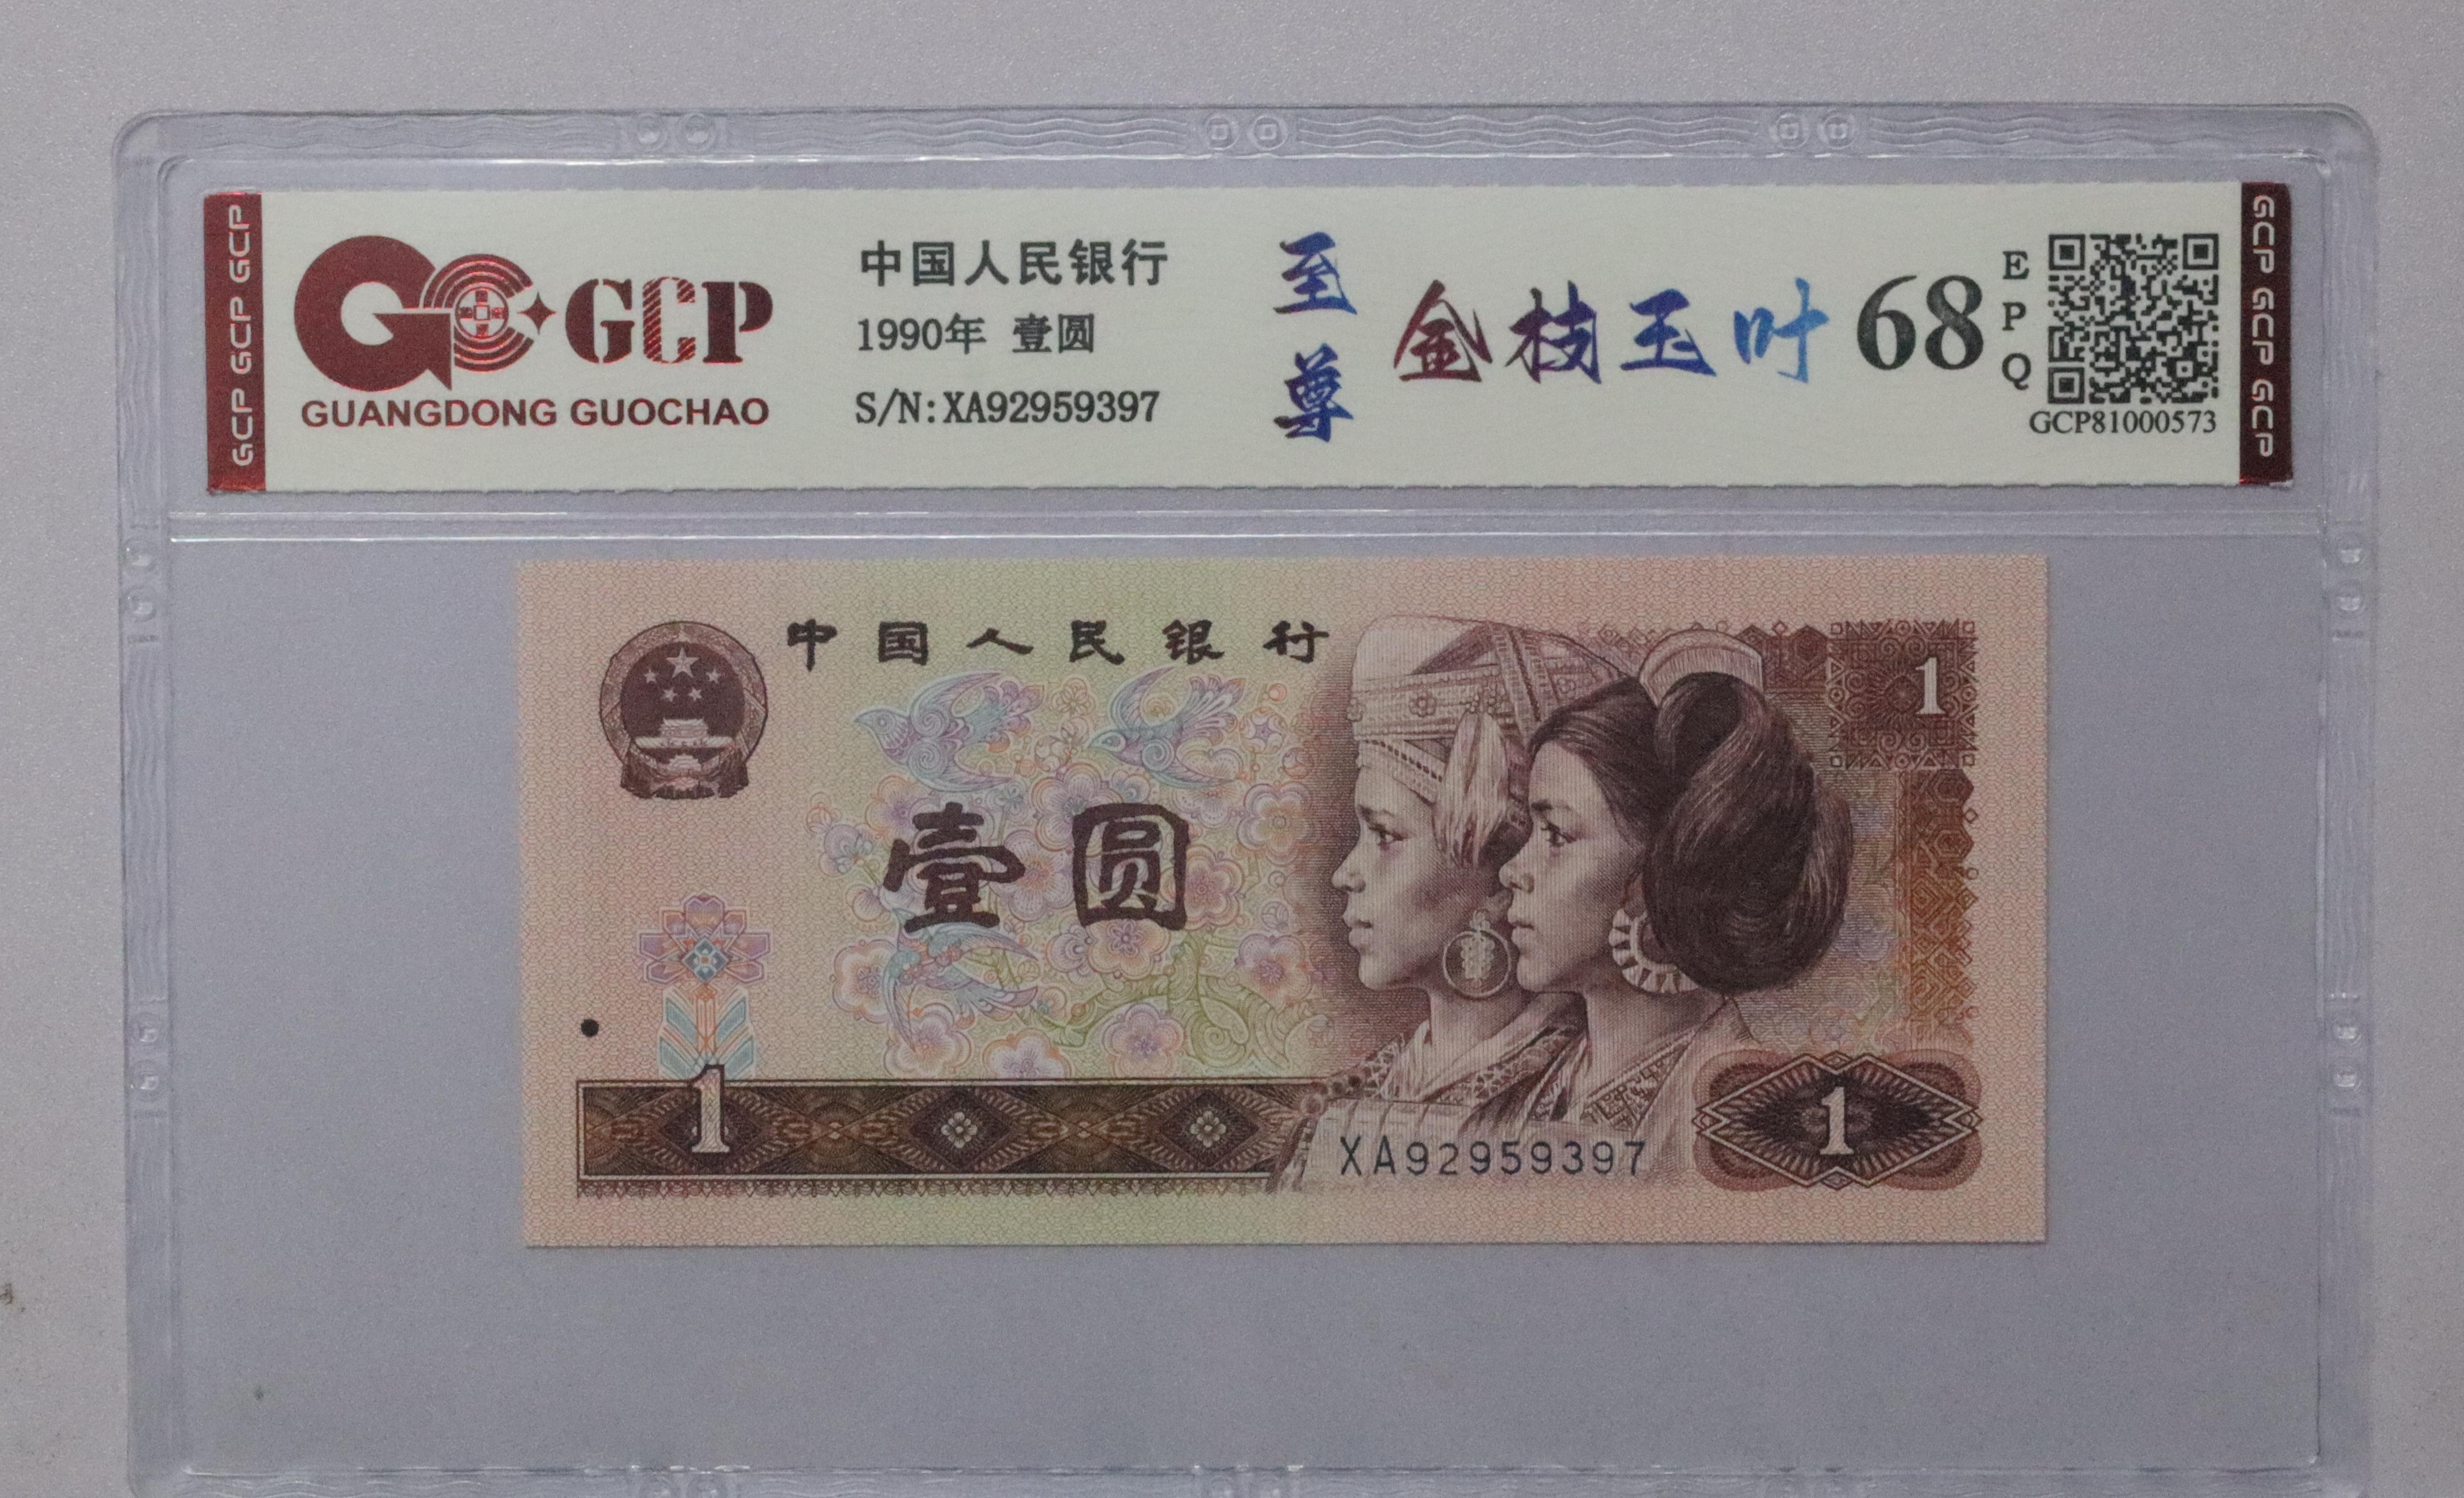 GCP GCP GCP
GCP
GUANGDONG GUOCHAO
中国人民银行
1990年 壹圆
S/N:XA92959397
至尊
金枝玉叶
68
EPQ
GCP81000573
GCP GCP GCP
中国人民银行
1
壹圆
1
1
XA92959397